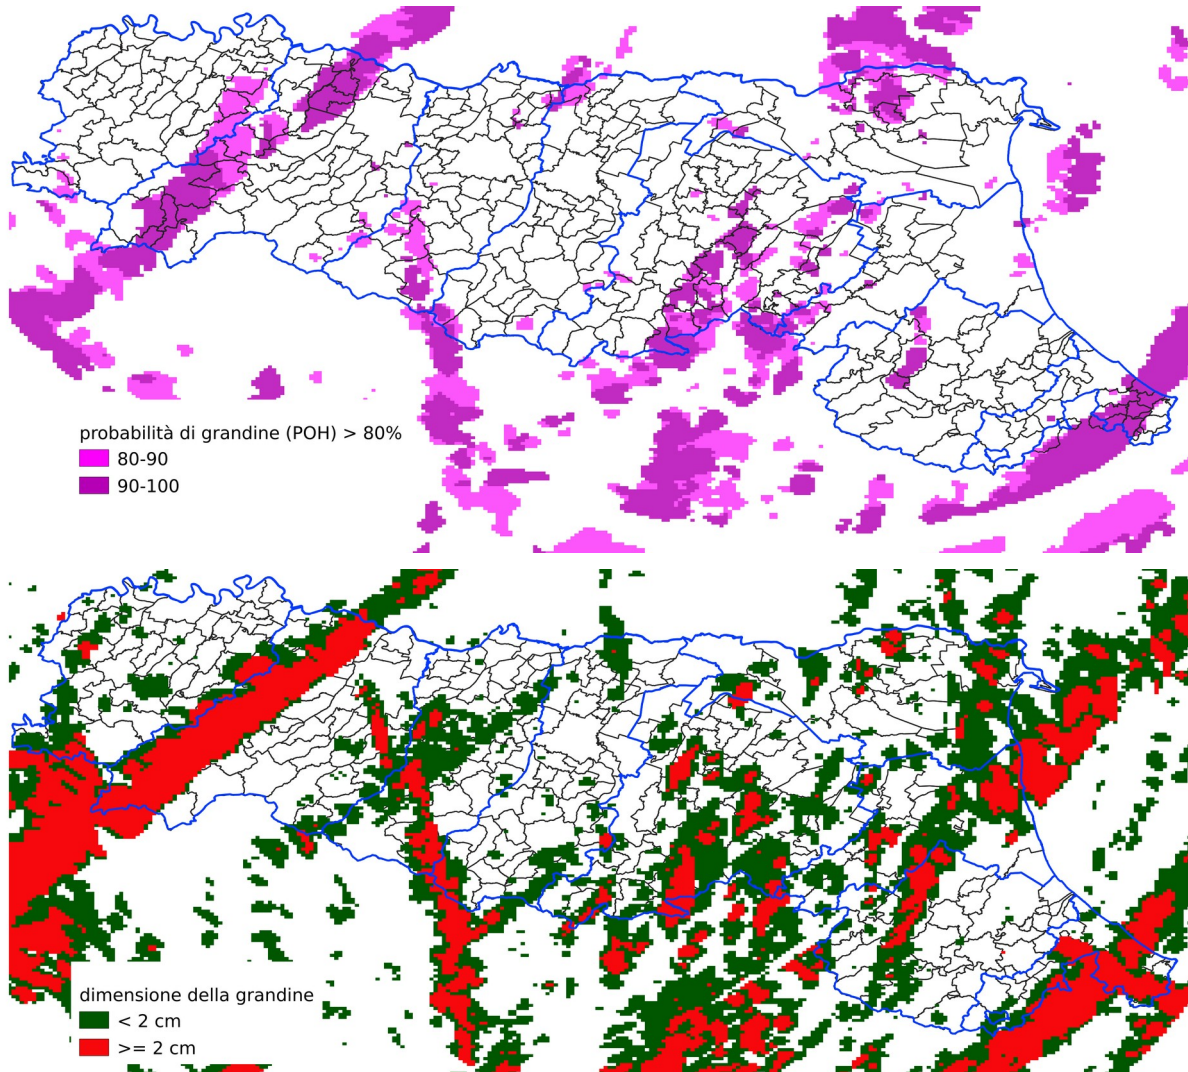 probabilità di grandine (POH) > 80%
80-90
90-100
dimensione della grandine
< 2 cm
>= 2 cm